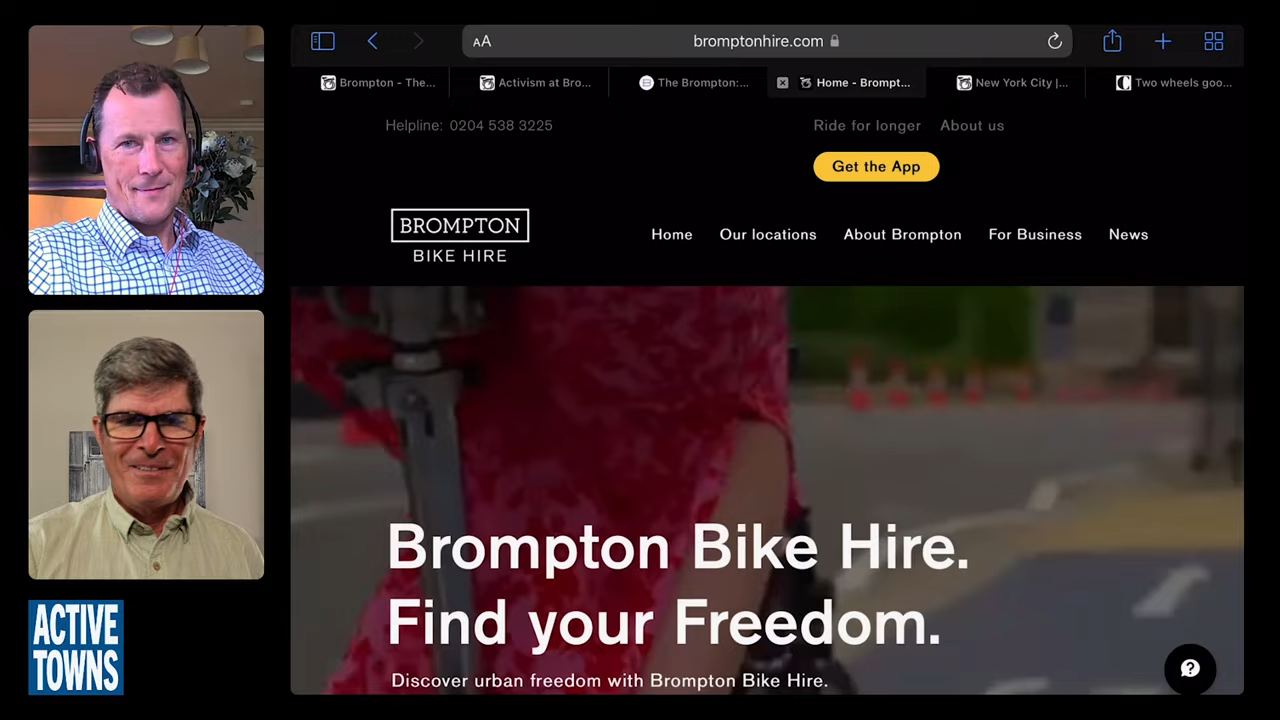 AA
bromptonhire.com
Brompton - The...
Activism at Bro...
The Brompton:...
Home - Brompt...
New York City |...
Two wheels goo...
Helpline: 0204 538 3225
Ride for longer
About us
Get the App
BROMPTON
BIKE HIRE
Home
Our locations
About Brompton
For Business
News
Brompton Bike Hire.
Find your Freedom.
Discover urban freedom with Brompton Bike Hire.
ACTIVE
TOWNS